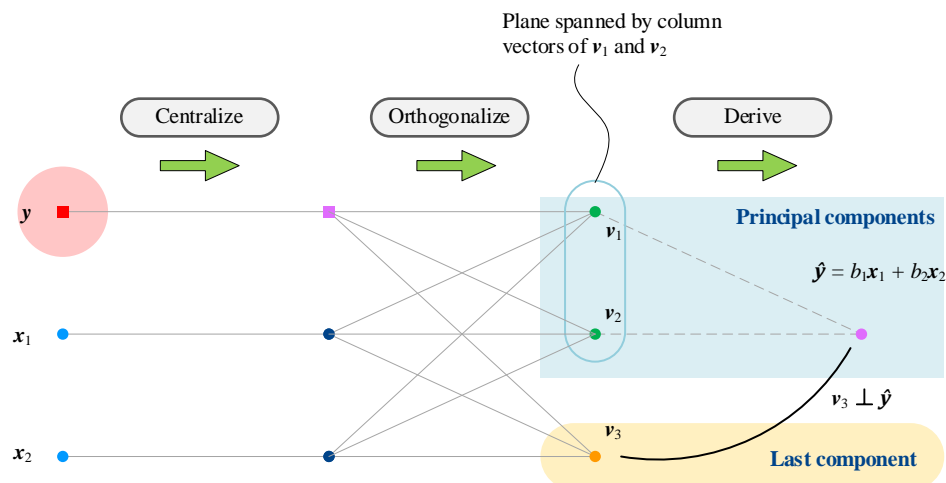 Plane spanned by column
vectors of v₁ and v₂
Centralize
Orthogonalize
Derive
y
Principal components
v₁
ŷ = b₁x₁ + b₂x₂
v₂
x₁
v₃ ⊥ ŷ
v₃
x₂
Last component